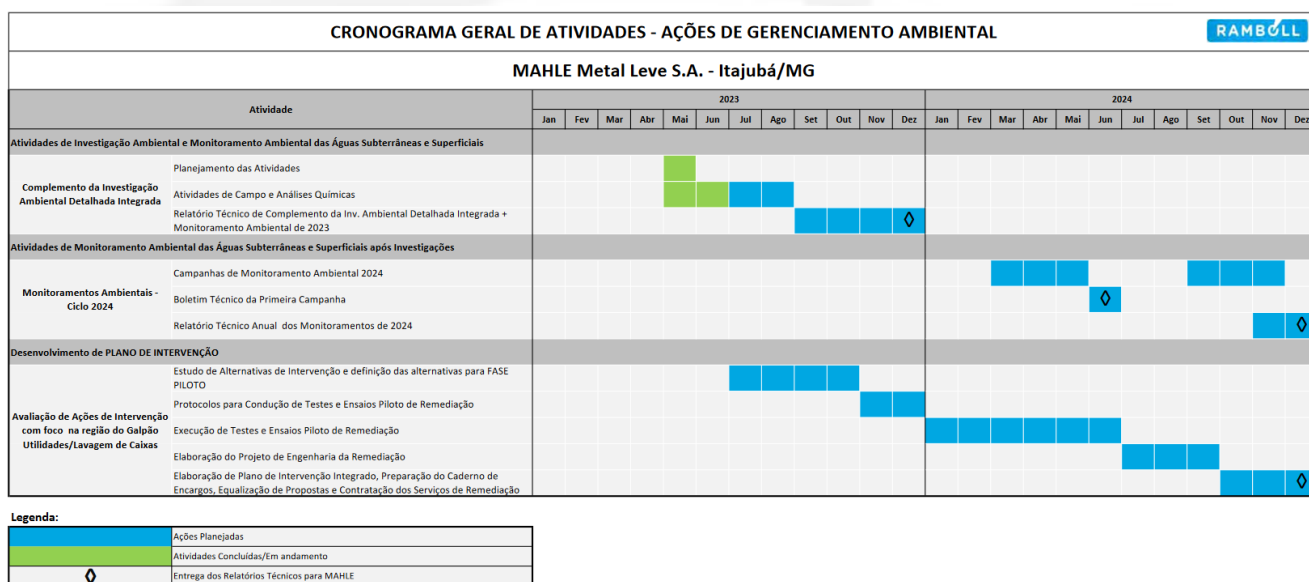 CRONOGRAMA GERAL DE ATIVIDADES - AÇÕES DE GERENCIAMENTO AMBIENTAL
RAMBOLL
MAHLE Metal Leve S.A. - Itajubá/MG
Atividade
2023
2024
Jan Fev Mar Abr Mai Jun Jul Ago Set Out Nov Dez Jan Fev Mar Abr Mai Jun Jul Ago Set Out Nov Dez
Atividades de Investigação Ambiental e Monitoramento Ambiental das Águas Subterrâneas e Superficiais
Complemento da Investigação
Ambiental Detalhada Integrada
Planejamento das Atividades
Atividades de Campo e Análises Químicas
Relatório Técnico de Complemento da Inv. Ambiental Detalhada Integrada +
Monitoramento Ambiental de 2023
Atividades de Monitoramento Ambiental das Águas Subterrâneas e Superficiais após Investigações
Monitoramentos Ambientais -
Ciclo 2024
Campanhas de Monitoramento Ambiental 2024
Boletim Técnico da Primeira Campanha
Relatório Técnico Anual dos Monitoramentos de 2024
Desenvolvimento de PLANO DE INTERVENÇÃO
Avaliação de Ações de Intervenção
com foco na região do Galpão
Utilidades/Lavagem de Caixas
Estudo de Alternativas de Intervenção e definição das alternativas para FASE
PILOTO
Protocolos para Condução de Testes e Ensaios Piloto de Remediação
Execução de Testes e Ensaios Piloto de Remediação
Elaboração do Projeto de Engenharia da Remediação
Elaboração de Plano de Intervenção Integrado, Preparação do Caderno de
Encargos, Equalização de Propostas e Contratação dos Serviços de Remediação
Legenda:
Ações Planejadas
Atividades Concluídas/Em andamento
Entrega dos Relatórios Técnicos para MAHLE